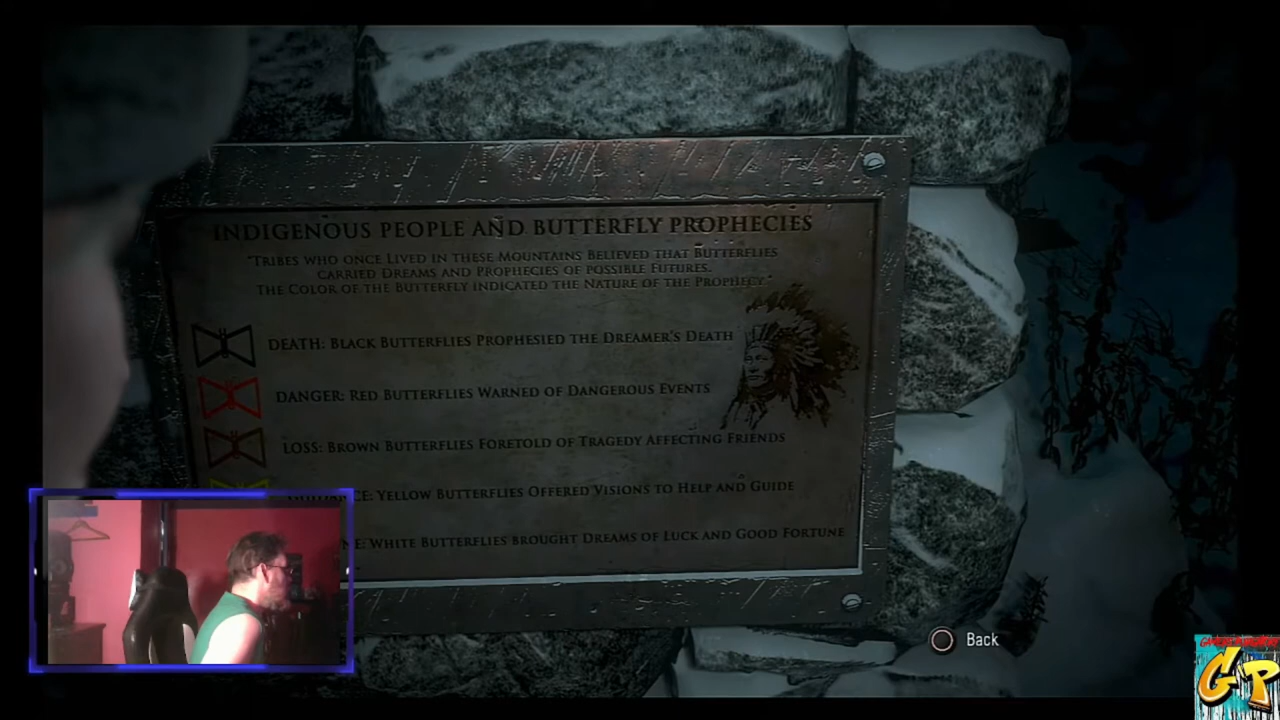 INDIGENOUS PEOPLE AND BUTTERFLY PROPHECIES
"TRIBES WHO ONCE LIVED IN THESE MOUNTAINS BELIEVED THAT BUTTERFLIES
CARRIED DREAMS AND PROPHECIES OF POSSIBLE FUTURES.
THE COLOR OF THE BUTTERFLY INDICATED THE NATURE OF THE PROPHECY."
DEATH: BLACK BUTTERFLIES PROPHESIED THE DREAMER'S DEATH
DANGER: RED BUTTERFLIES WARNED OF DANGEROUS EVENTS
LOSS: BROWN BUTTERFLIES FORETOLD OF TRAGEDY AFFECTING FRIENDS
GUIDANCE: YELLOW BUTTERFLIES OFFERED VISIONS TO HELP AND GUIDE
NE: WHITE BUTTERFLIES BROUGHT DREAMS OF LUCK AND GOOD FORTUNE
Back
GP